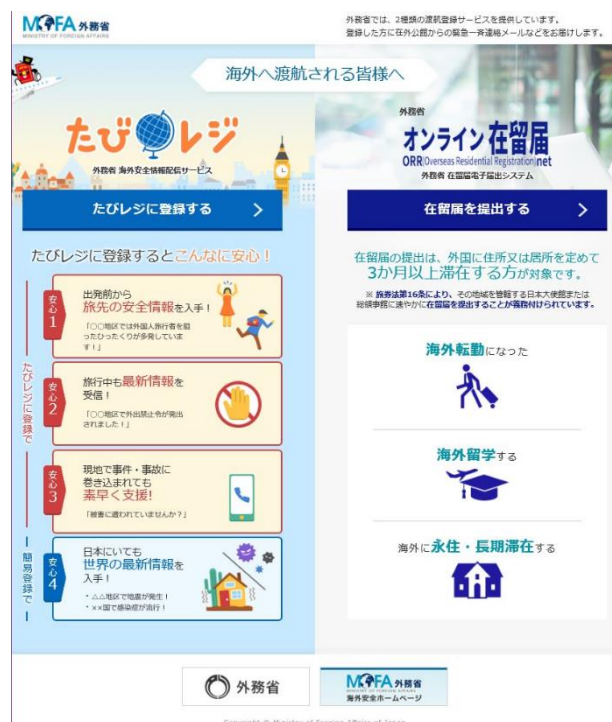 MOFA 外務省
MINISTRY OF FOREIGN AFFAIRS
外務省では、2種類の渡航登録サービスを提供しています。
登録した方に在外公館からの緊急一斉連絡メールなどをお届けします。
海外へ渡航される皆様へ
たびレジ
外務省 海外安全情報配信サービス
たびレジに登録する
外務省
オンライン在留届
ORR(Overseas Residential Registration)net
外務省 在留届電子届出システム
在留届を提出する
たびレジに登録するとこんなに安心！
たびレジに登録で
安心1
出発前から
旅先の安全情報を入手！
「○○地区では外国人旅行者を狙
ったひったくりが多発していま
す！」
安心2
旅行中も最新情報を
受信！
「○○地区で外出禁止令が発出
されました！」
安心3
現地で事件・事故に
巻き込まれても
素早く支援!
「被害に遭われていませんか？」
簡易登録で
安心4
日本にいても
世界の最新情報を
入手！
・△△地区で地震が発生！
・××国で感染症が流行！
在留届の提出は、外国に住所又は居所を定めて
3か月以上滞在する方が対象です。
※ 旅券法第16条により、その地域を管轄する日本大使館または
総領事館に速やかに在留届を提出することが義務付けられています。
海外転勤になった
海外留学する
海外に永住・長期滞在する
外務省
MOFA 外務省
MINISTRY OF FOREIGN AFFAIRS
海外安全ホームページ
Copyright © Ministry of Foreign Affairs of Japan